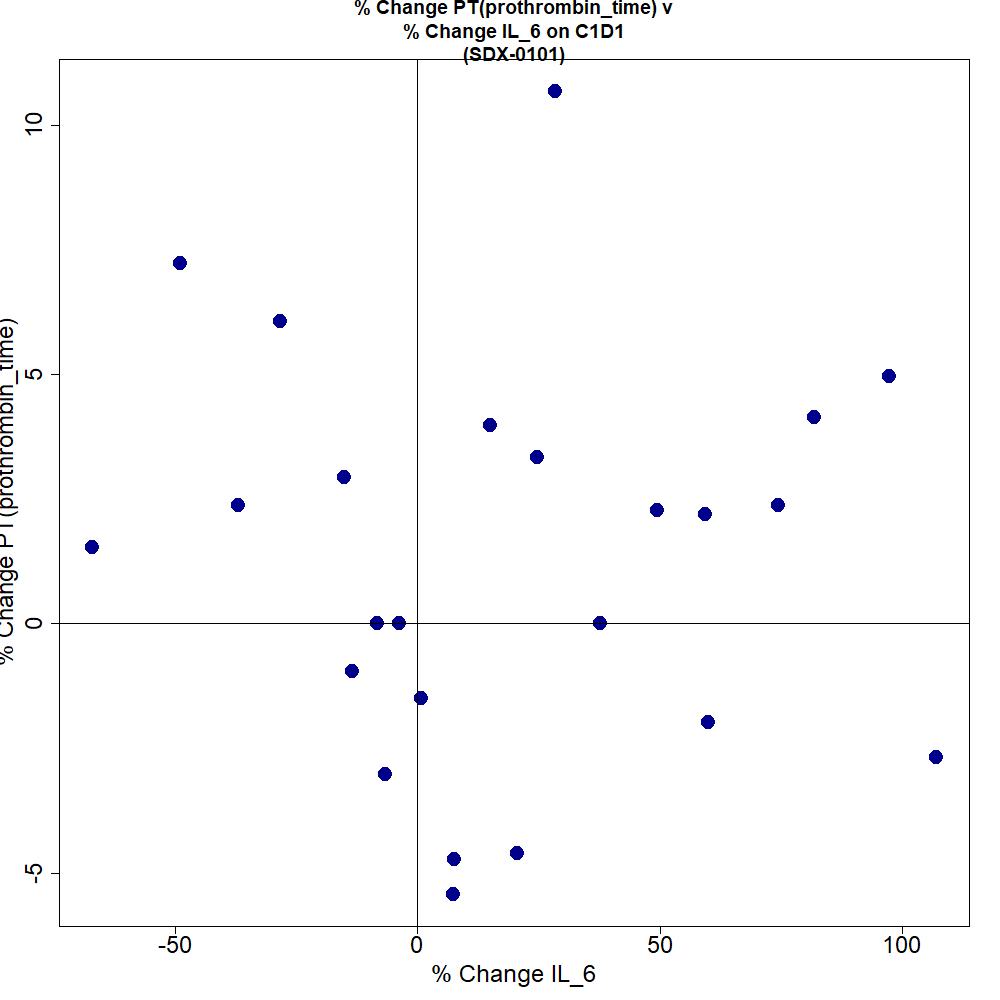 % Change PT(prothrombin_time) v
% Change IL_6 on C1D1
(SDX-0101)
% Change PT(prothrombin_time)
10
5
0
-5
-50
0
50
100
% Change IL_6